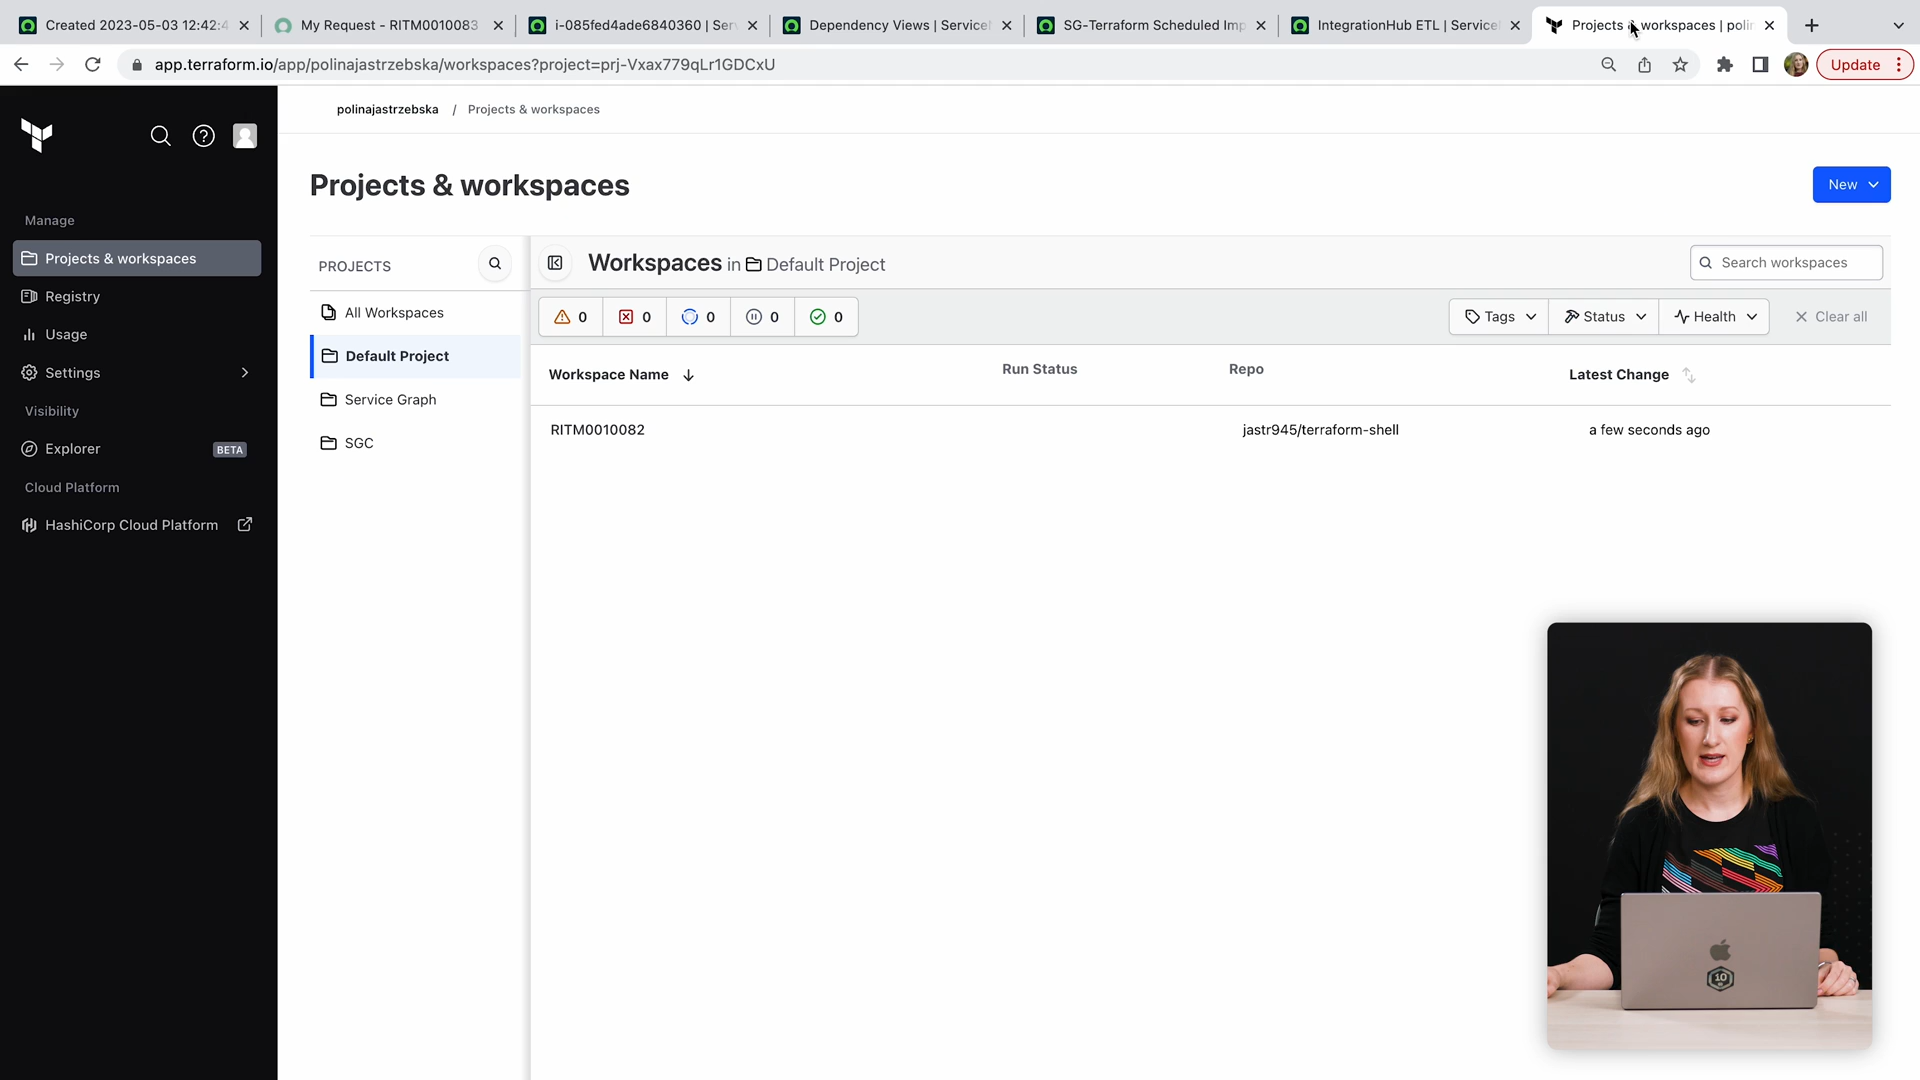 Created 2023-05-03 12:42:4
My Request - RITM0010083
i-085fed4ade6840360 | Serv
Dependency Views | Service
SG-Terraform Scheduled Imp
IntegrationHub ETL | Service
Projects & workspaces | polin
app.terraform.io/app/polinajastrzebska/workspaces?project=prj-Vxax779qLr1GDCxU
Update
polinajastrzebska / Projects & workspaces
Projects & workspaces
New
Manage
Projects & workspaces
Registry
Usage
Settings
Visibility
Explorer BETA
Cloud Platform
HashiCorp Cloud Platform
PROJECTS
All Workspaces
Default Project
Service Graph
SGC
Workspaces in Default Project
Search workspaces
0 0 0 0 0
Tags Status Health Clear all
Workspace Name Run Status Repo Latest Change
RITM0010082 jastr945/terraform-shell a few seconds ago
10